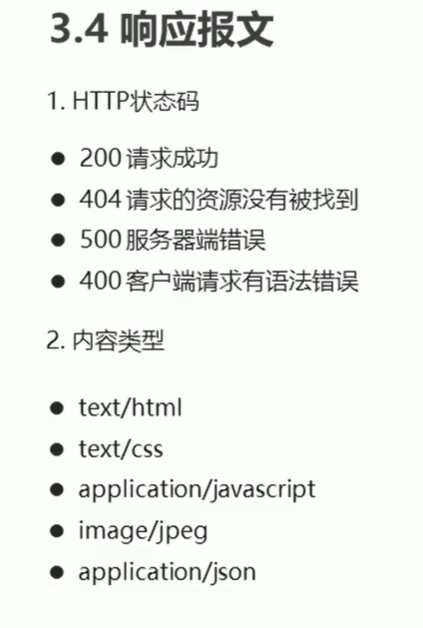 3.4 响应报文
1. HTTP状态码
● 200 请求成功
● 404 请求的资源没有被找到
● 500 服务器端错误
● 400 客户端请求有语法错误
2. 内容类型
● text/html
● text/css
● application/javascript
● image/jpeg
● application/json